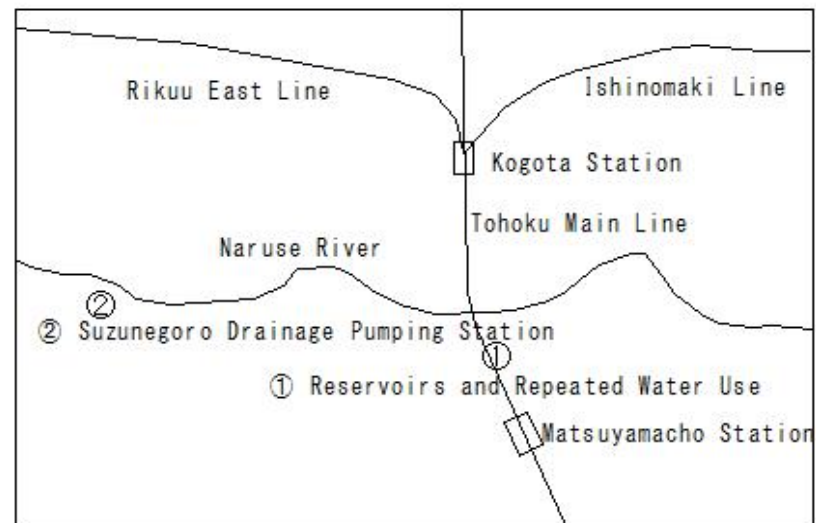 Rikuu East Line
Ishinomaki Line
Kogota Station
Tohoku Main Line
Naruse River
②
② Suzunegoro Drainage Pumping Station
①
① Reservoirs and Repeated Water Use
Matsuyamacho Station